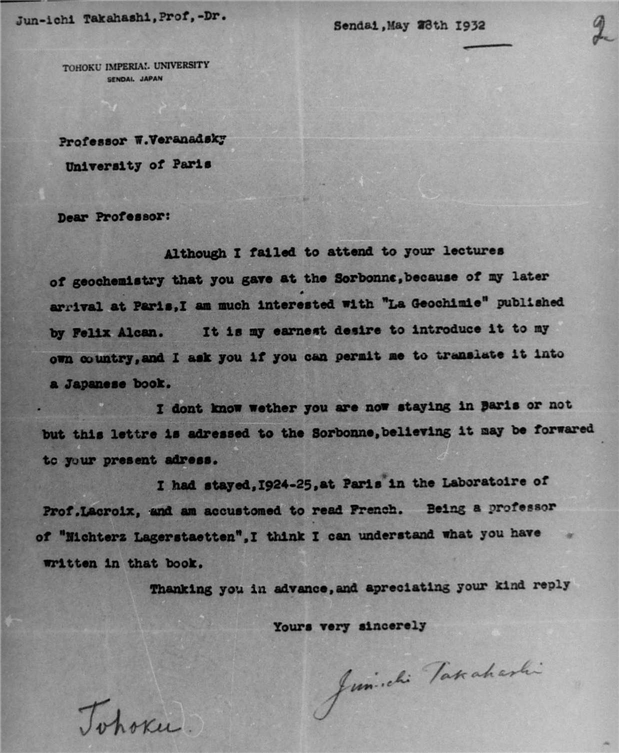 Jun-ichi Takahashi,Prof,-Dr.
Sendai,May 28th 1932
2
TOHOKU IMPERIAL UNIVERSITY
SENDAI, JAPAN
Professor W.Veranadsky
University of Paris
Dear Professor:
Although I failed to attend to your lectures
of geochemistry that you gave at the Sorbonne,because of my later
arrival at Paris,I am much interested with "La Geochimie" published
by Felix Alcan. It is my earnest desire to introduce it to my
own country,and I ask you if you can permit me to translate it into
a Japanese book.
I dont know wether you are now staying in Paris or not
but this lettre is adressed to the Sorbonne,believing it may be forwarded
to your present adress.
I had stayed,1924-25,at Paris in the Laboratoire of
Prof.Lacroix, and am accustomed to read French. Being a professor
of "Nichterz Lagerstaetten",I think I can understand what you have
written in that book.
Thanking you in advance,and apreciating your kind reply
Yours very sincerely
Jun-ichi Takahashi
Tohoku.